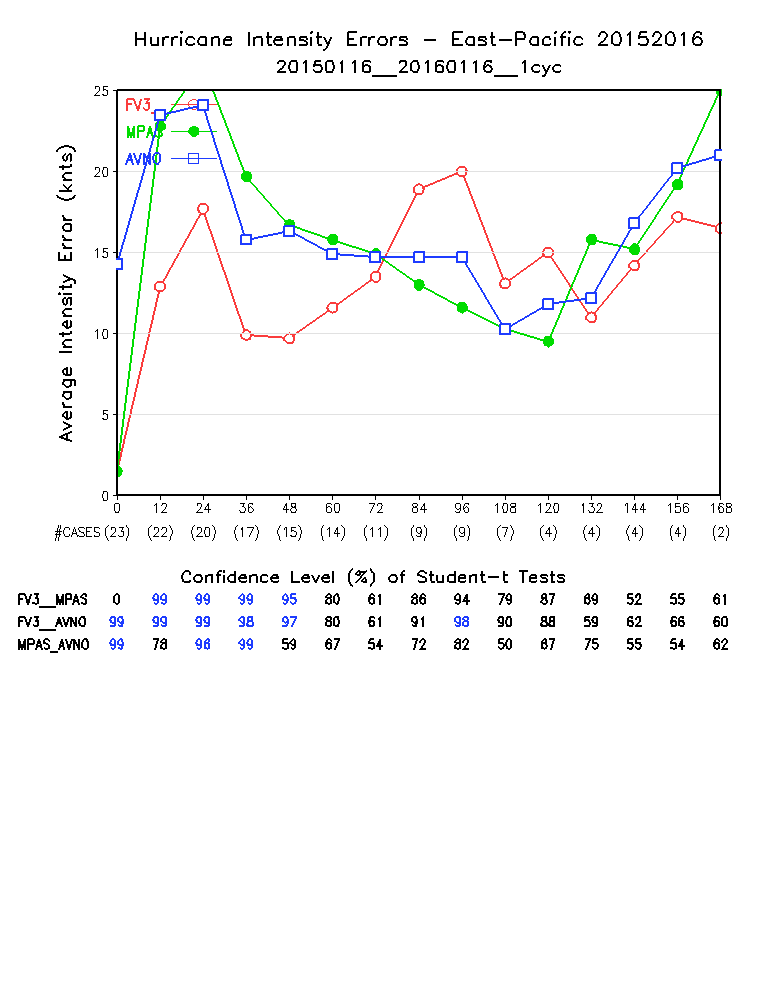 Hurricane Intensity Errors - East-Pacific 20152016
20150116__20160116__1cyc
Average Intensity Error (knts)
25
20
15
10
5
0
FV3_
MPAS
AVNO
0 12 24 36 48 60 72 84 96 108 120 132 144 156 168
#CASES (23) (22) (20) (17) (15) (14) (11) (9) (9) (7) (4) (4) (4) (4) (2)
Confidence Level (%) of Student-t Tests
FV3__MPAS 0 99 99 99 95 80 61 86 94 79 87 89 52 55 61
FV3__AVNO 99 99 99 98 97 80 61 91 98 90 88 59 62 66 60
MPAS_AVNO 99 78 96 99 59 67 54 72 82 50 67 75 55 54 62